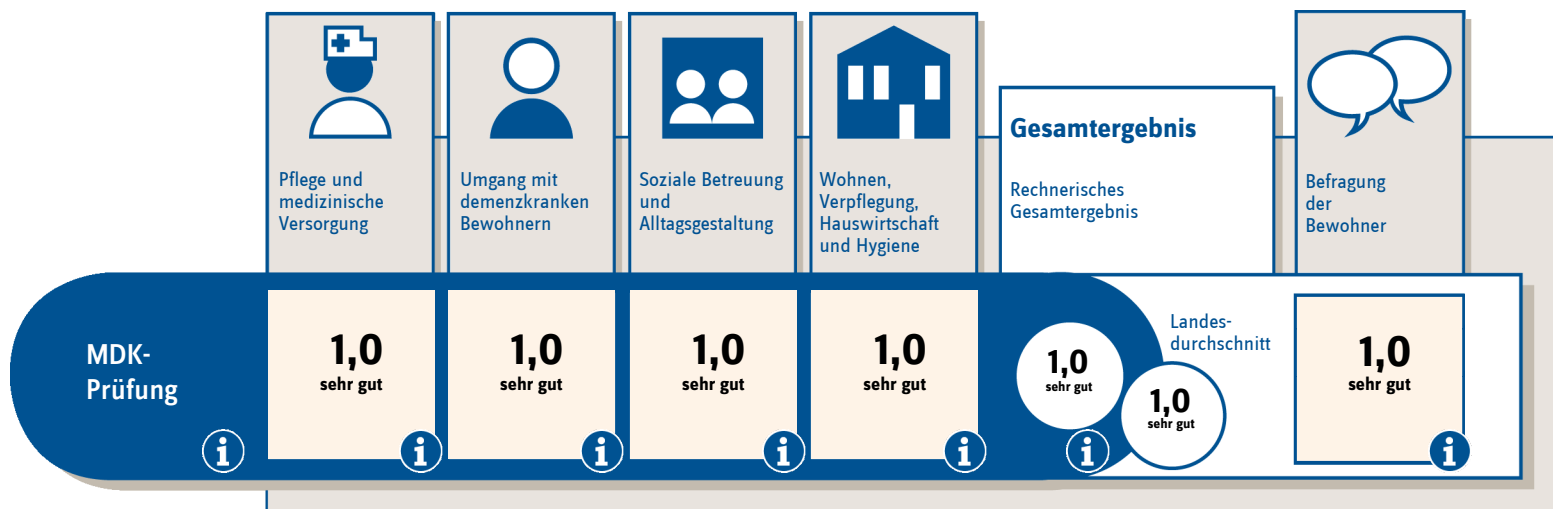 Pflege und
medizinische
Versorgung
Umgang mit
demenzkranken
Bewohnern
Soziale Betreuung
und
Alltagsgestaltung
Wohnen,
Verpflegung,
Hauswirtschaft
und Hygiene
Gesamtergebnis
Rechnerisches
Gesamtergebnis
Befragung
der
Bewohner
MDK-
Prüfung
i
1,0
sehr gut
i
1,0
sehr gut
i
1,0
sehr gut
i
1,0
sehr gut
i
1,0
sehr gut
i
Landes-
durchschnitt
1,0
sehr gut
1,0
sehr gut
i